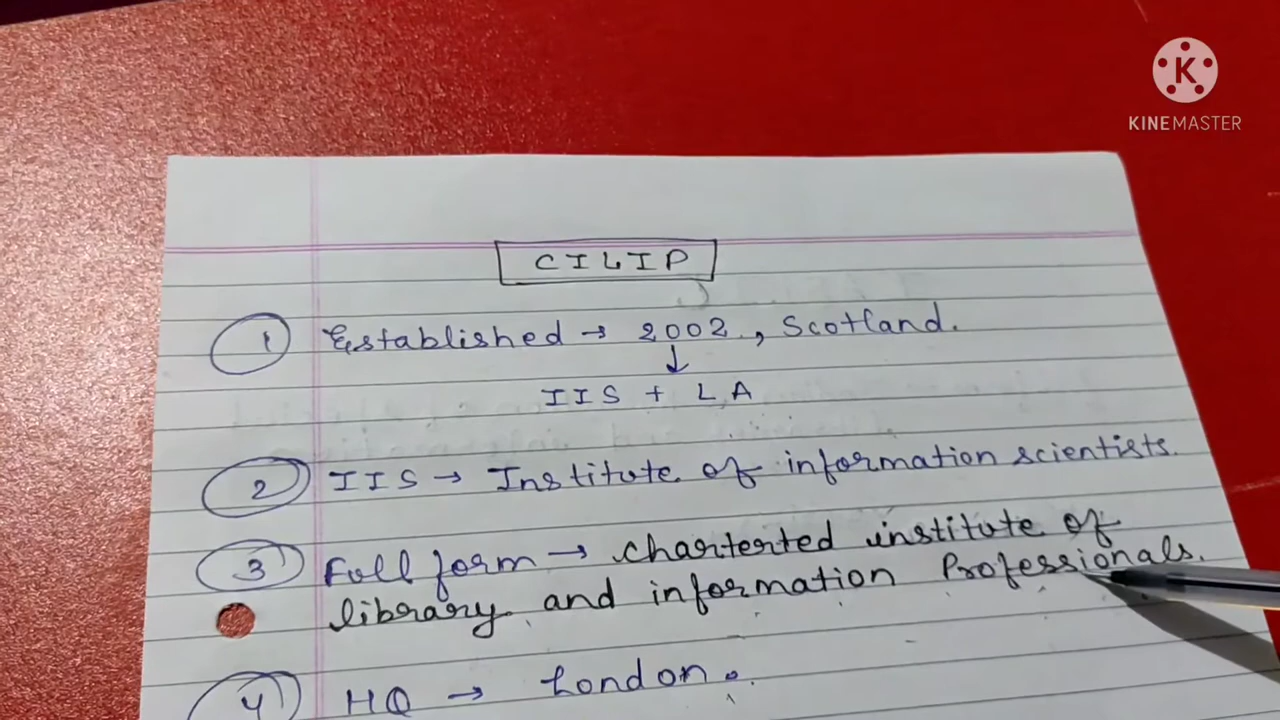 K
KINEMASTER
CILIP
1 Established → 2002, Scotland.
↓
IIS + LA
2 IIS → Institute of information scientists.
3 Full form → charterted institute of
library and information Professionals.
4 HQ → London.